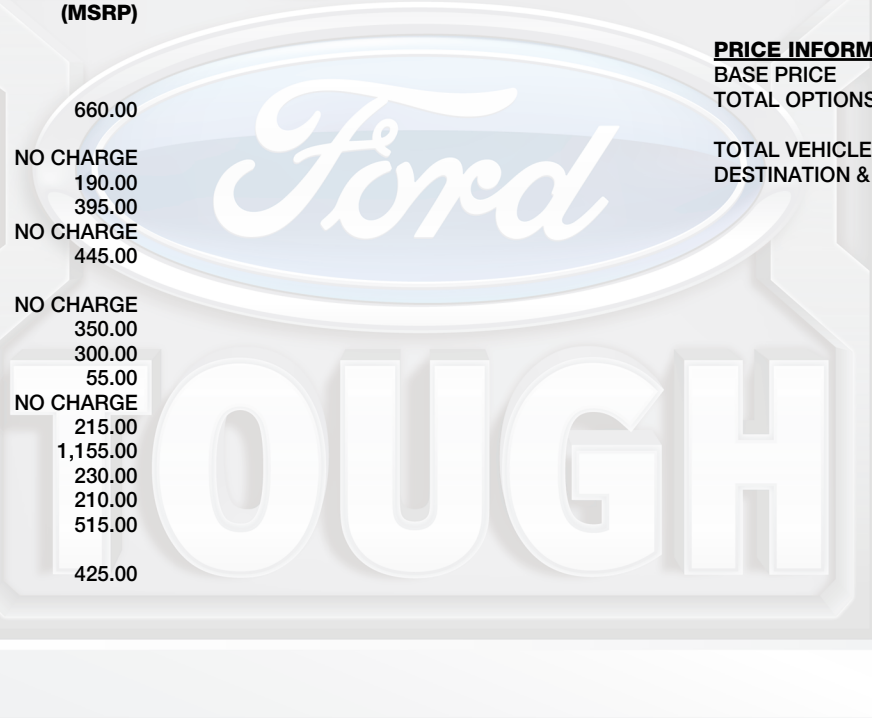 (MSRP)
660.00
NO CHARGE
190.00
395.00
NO CHARGE
445.00
NO CHARGE
350.00
300.00
55.00
NO CHARGE
215.00
1,155.00
230.00
210.00
515.00
425.00
PRICE INFORM
BASE PRICE
TOTAL OPTIONS
TOTAL VEHICLE
DESTINATION &
Ford
TOUGH